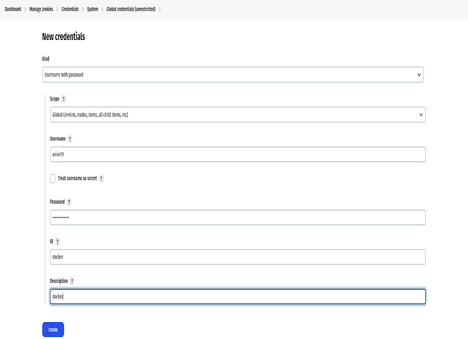 Dashboard > Manage Jenkins > Credentials > System > Global credentials (unrestricted) >
New credentials
Kind
Username with password
Scope ?
Global (Jenkins, nodes, items, all child items, etc)
Username ?
Treat username as secret ?
Password ?
ID ?
docker
Description ?
docker
Create